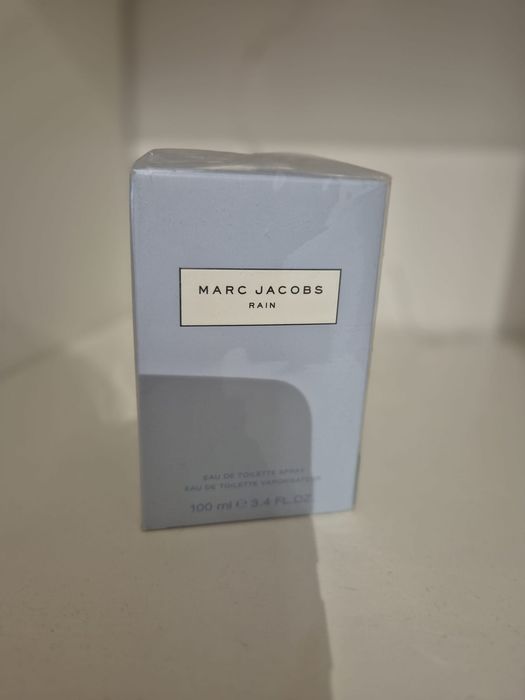 MARC JACOBS
RAIN
EAU DE TOILETTE SPRAY
EAU DE TOILETTE VAPORISATEUR
100 ml ℮ 3.4 FL.OZ.